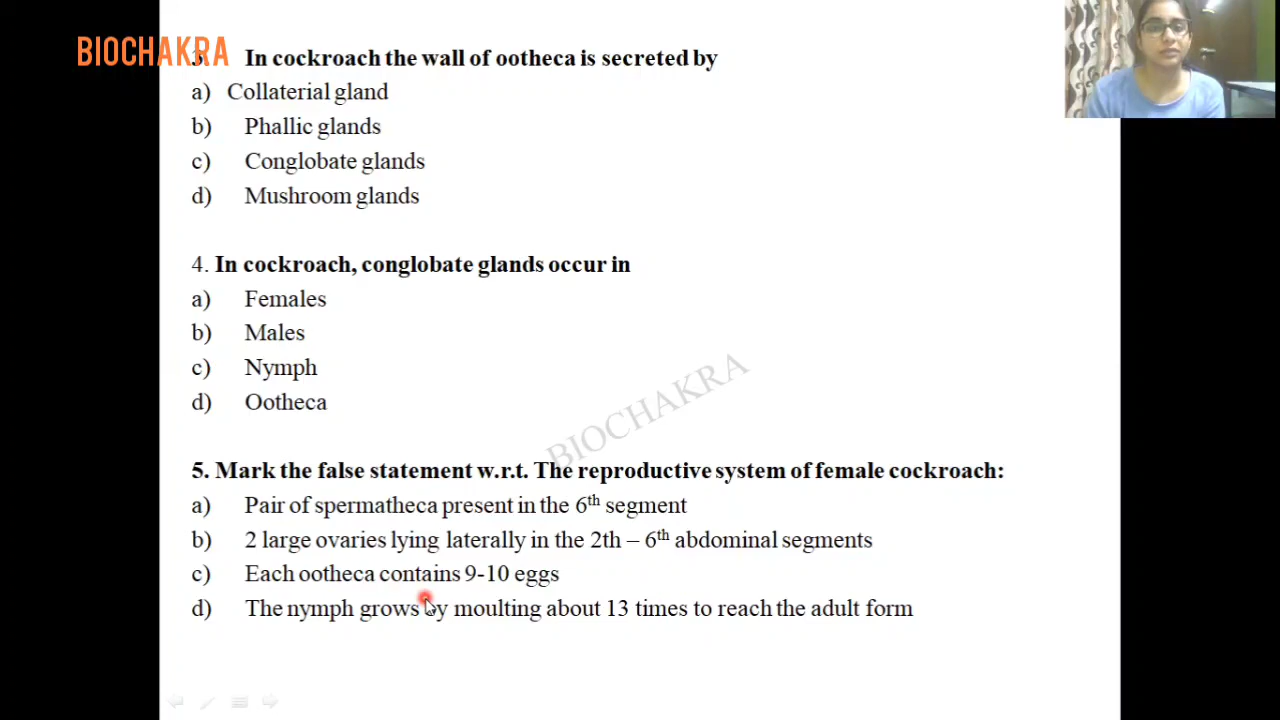 BIOCHAKRA
3. In cockroach the wall of ootheca is secreted by
a) Collaterial gland
b) Phallic glands
c) Conglobate glands
d) Mushroom glands
4. In cockroach, conglobate glands occur in
a) Females
b) Males
c) Nymph
d) Ootheca
BIOCHAKRA
5. Mark the false statement w.r.t. The reproductive system of female cockroach:
a) Pair of spermatheca present in the 6th segment
b) 2 large ovaries lying laterally in the 2th – 6th abdominal segments
c) Each ootheca contains 9-10 eggs
d) The nymph grows by moulting about 13 times to reach the adult form